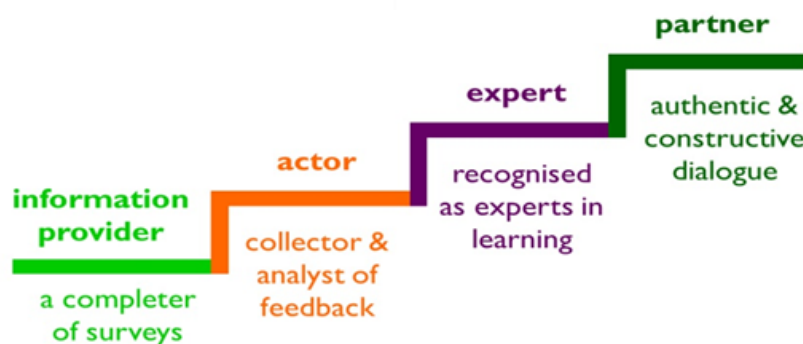 information
provider
a completer
of surveys
actor
collector &
analyst of
feedback
expert
recognised
as experts in
learning
partner
authentic &
constructive
dialogue